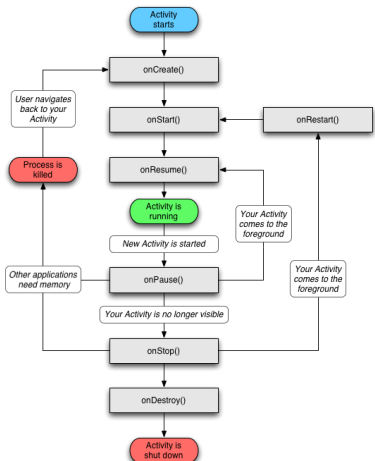 Activity
starts
onCreate()
User navigates
back to your
Activity
onStart()
onRestart()
Process is
killed
onResume()
Activity is
running
New Activity is started
Your Activity
comes to the
foreground
Other applications
need memory
onPause()
Your Activity
comes to the
foreground
Your Activity is no longer visible
onStop()
onDestroy()
Activity is
shut down